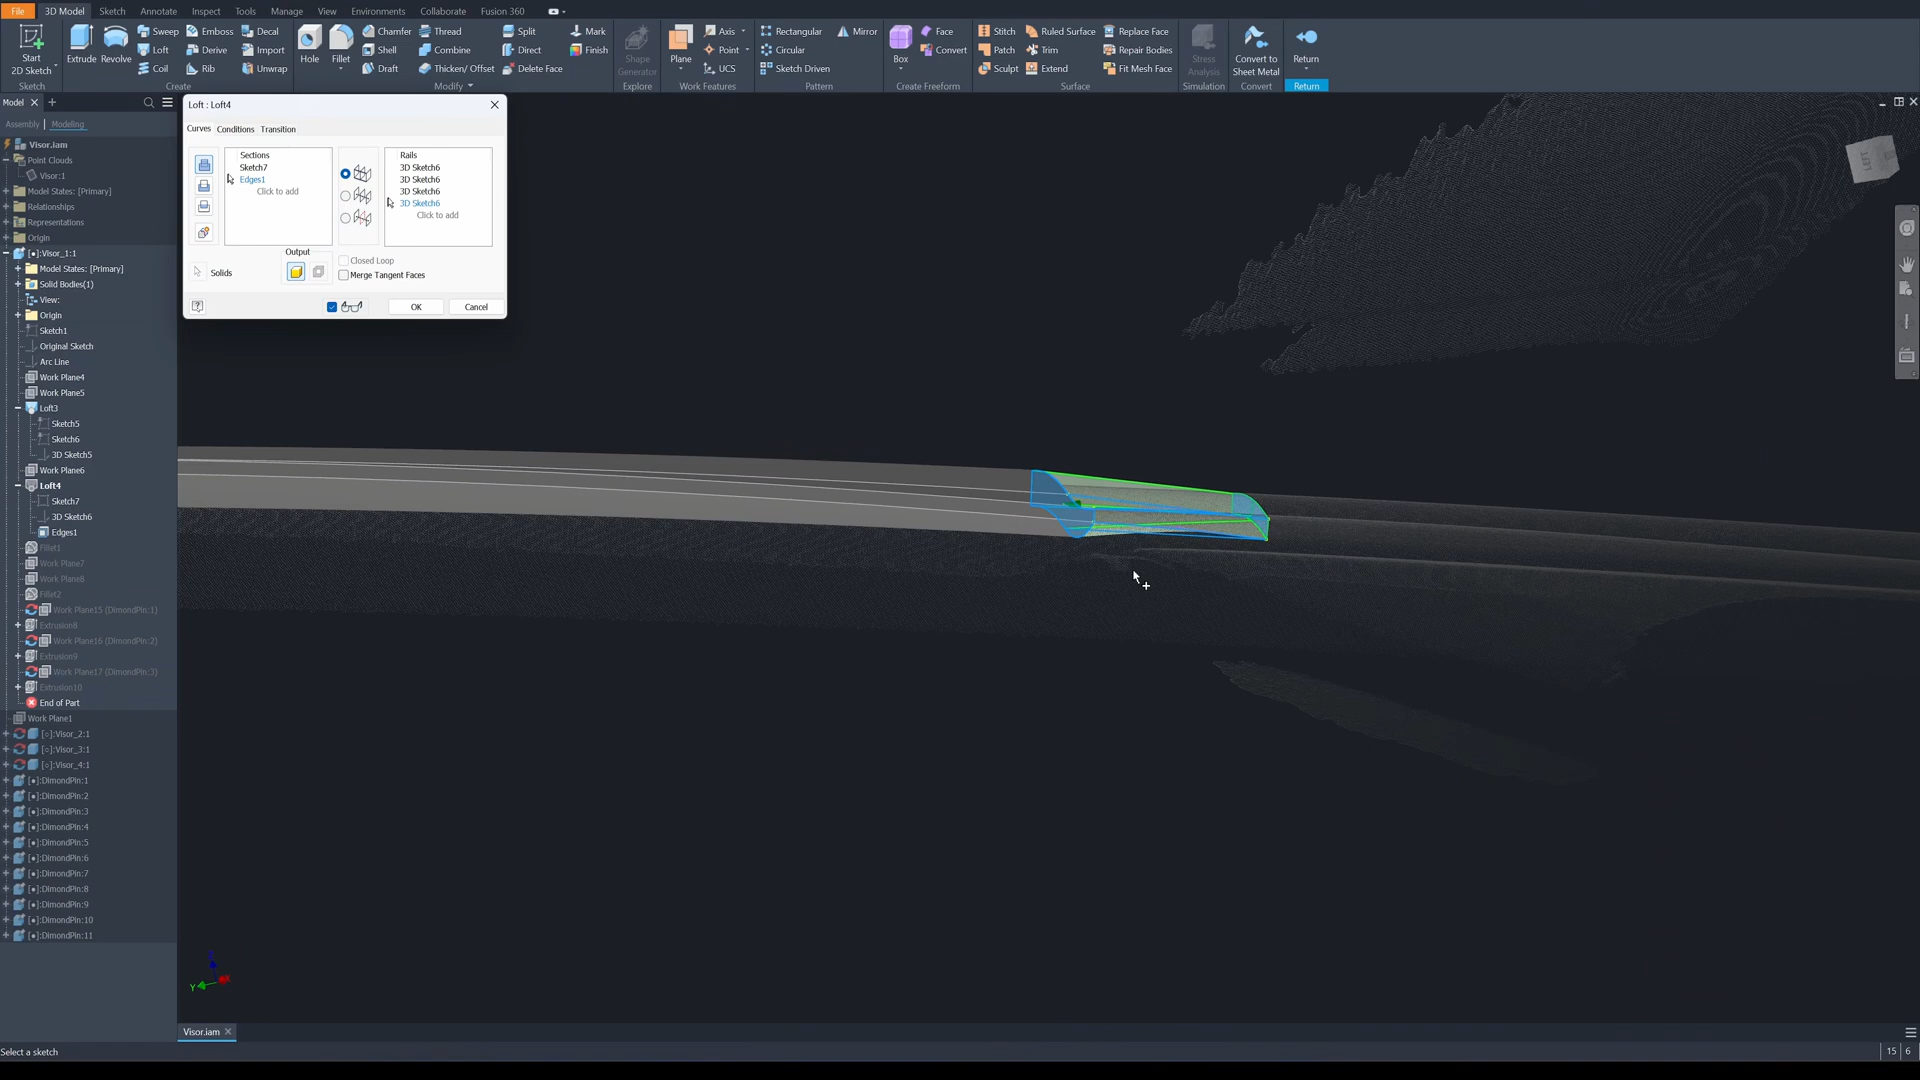 File 3D Model Sketch Annotate Inspect Tools Manage View Environments Collaborate Fusion 360
Start
2D Sketch
Extrude Revolve
Sweep Emboss Decal
Loft Derive Import
Coil Rib Unwrap
Hole Fillet
Chamfer Thread Split Mark
Shell Combine Direct Finish
Draft Thicken/ Offset Delete Face
Shape
Generator
Plane
Axis
Point
UCS
Rectangular Mirror
Circular
Sketch Driven
Box
Face
Convert
Stitch Ruled Surface Replace Face
Patch Trim Repair Bodies
Sculpt Extend Fit Mesh Face
Stress
Analysis
Convert to
Sheet Metal
Return
Sketch Create Modify Explore Work Features Pattern Create Freeform Surface Simulation Convert Return
Model
Assembly Modeling
Visor.iam
Point Clouds
Visor:1
Model States: [Primary]
Relationships
Representations
Origin
[•]:Visor_1:1
Model States: [Primary]
Solid Bodies(1)
View:
Origin
Sketch1
Original Sketch
Arc Line
Work Plane4
Work Plane5
Loft3
Sketch5
Sketch6
3D Sketch5
Work Plane6
Loft4
Sketch7
3D Sketch6
Edges1
Fillet1
Work Plane7
Work Plane8
Fillet2
Work Plane15 (DimondPin:1)
Extrusion8
Work Plane16 (DimondPin:2)
Extrusion9
Work Plane17 (DimondPin:3)
Extrusion10
End of Part
Work Plane1
[○]:Visor_2:1
[○]:Visor_3:1
[○]:Visor_4:1
[•]:DimondPin:1
[•]:DimondPin:2
[•]:DimondPin:3
[•]:DimondPin:4
[•]:DimondPin:5
[•]:DimondPin:6
[•]:DimondPin:7
[•]:DimondPin:8
[•]:DimondPin:9
[•]:DimondPin:10
[•]:DimondPin:11
Loft : Loft4
Curves Conditions Transition
Sections
Sketch7
Edges1
Click to add
Rails
3D Sketch6
3D Sketch6
3D Sketch6
3D Sketch6
Click to add
Solids
Output
Closed Loop
Merge Tangent Faces
OK Cancel
LEFT
Z
Y X
Visor.iam
Select a sketch
15 6